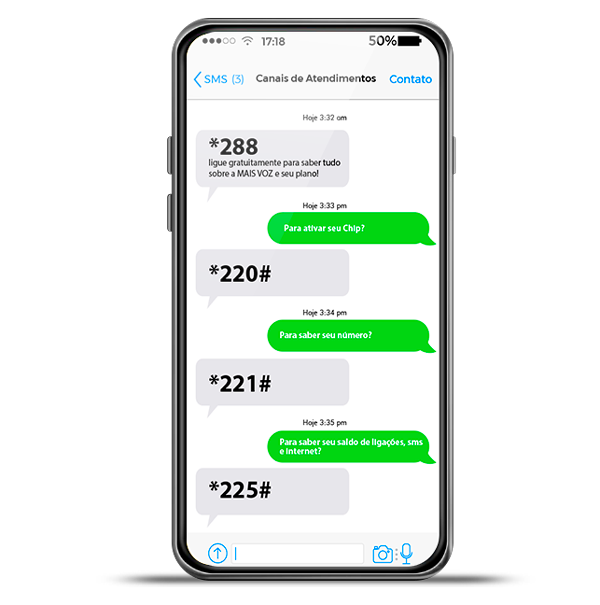 17:18
50%
SMS (3)
Canais de Atendimentos
Contato
Hoje 3:32 am
*288
ligue gratuitamente para saber tudo
sobre a MAIS VOZ e seu plano!
Hoje 3:33 pm
Para ativar seu Chip?
*220#
Hoje 3:34 pm
Para saber seu número?
*221#
Hoje 3:35 pm
Para saber seu saldo de ligações, sms
e Internet?
*225#